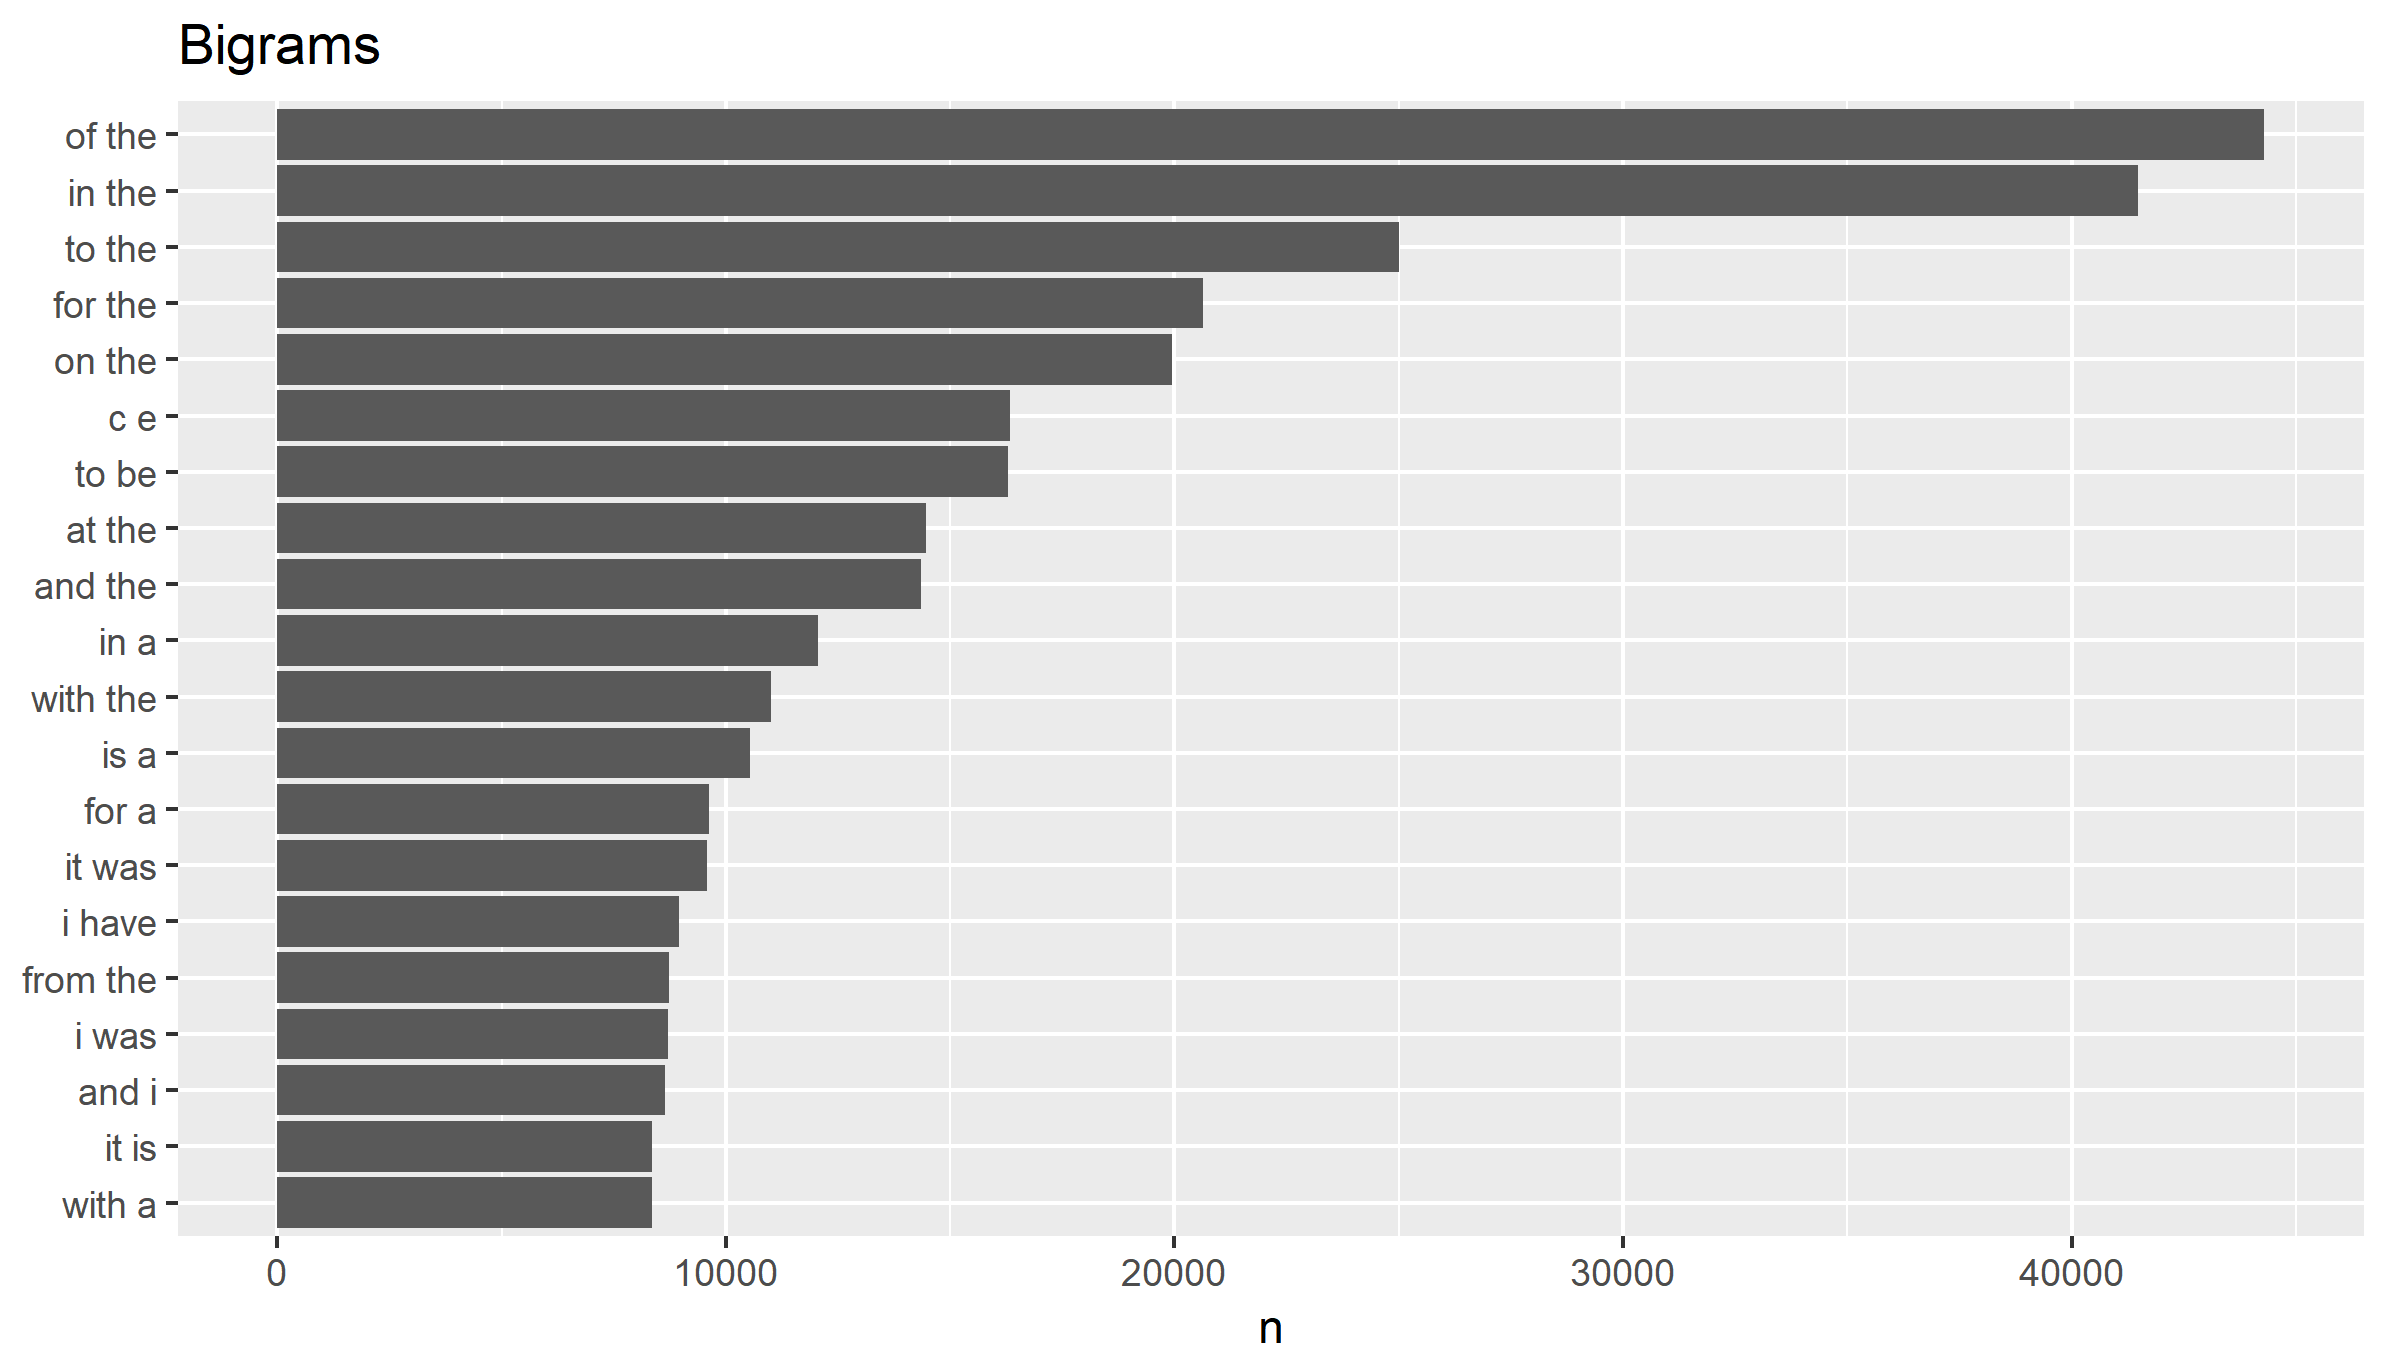 Bigrams
of the
in the
to the
for the
on the
c e
to be
at the
and the
in a
with the
is a
for a
it was
i have
from the
i was
and i
it is
with a
0 10000 20000 30000 40000
n